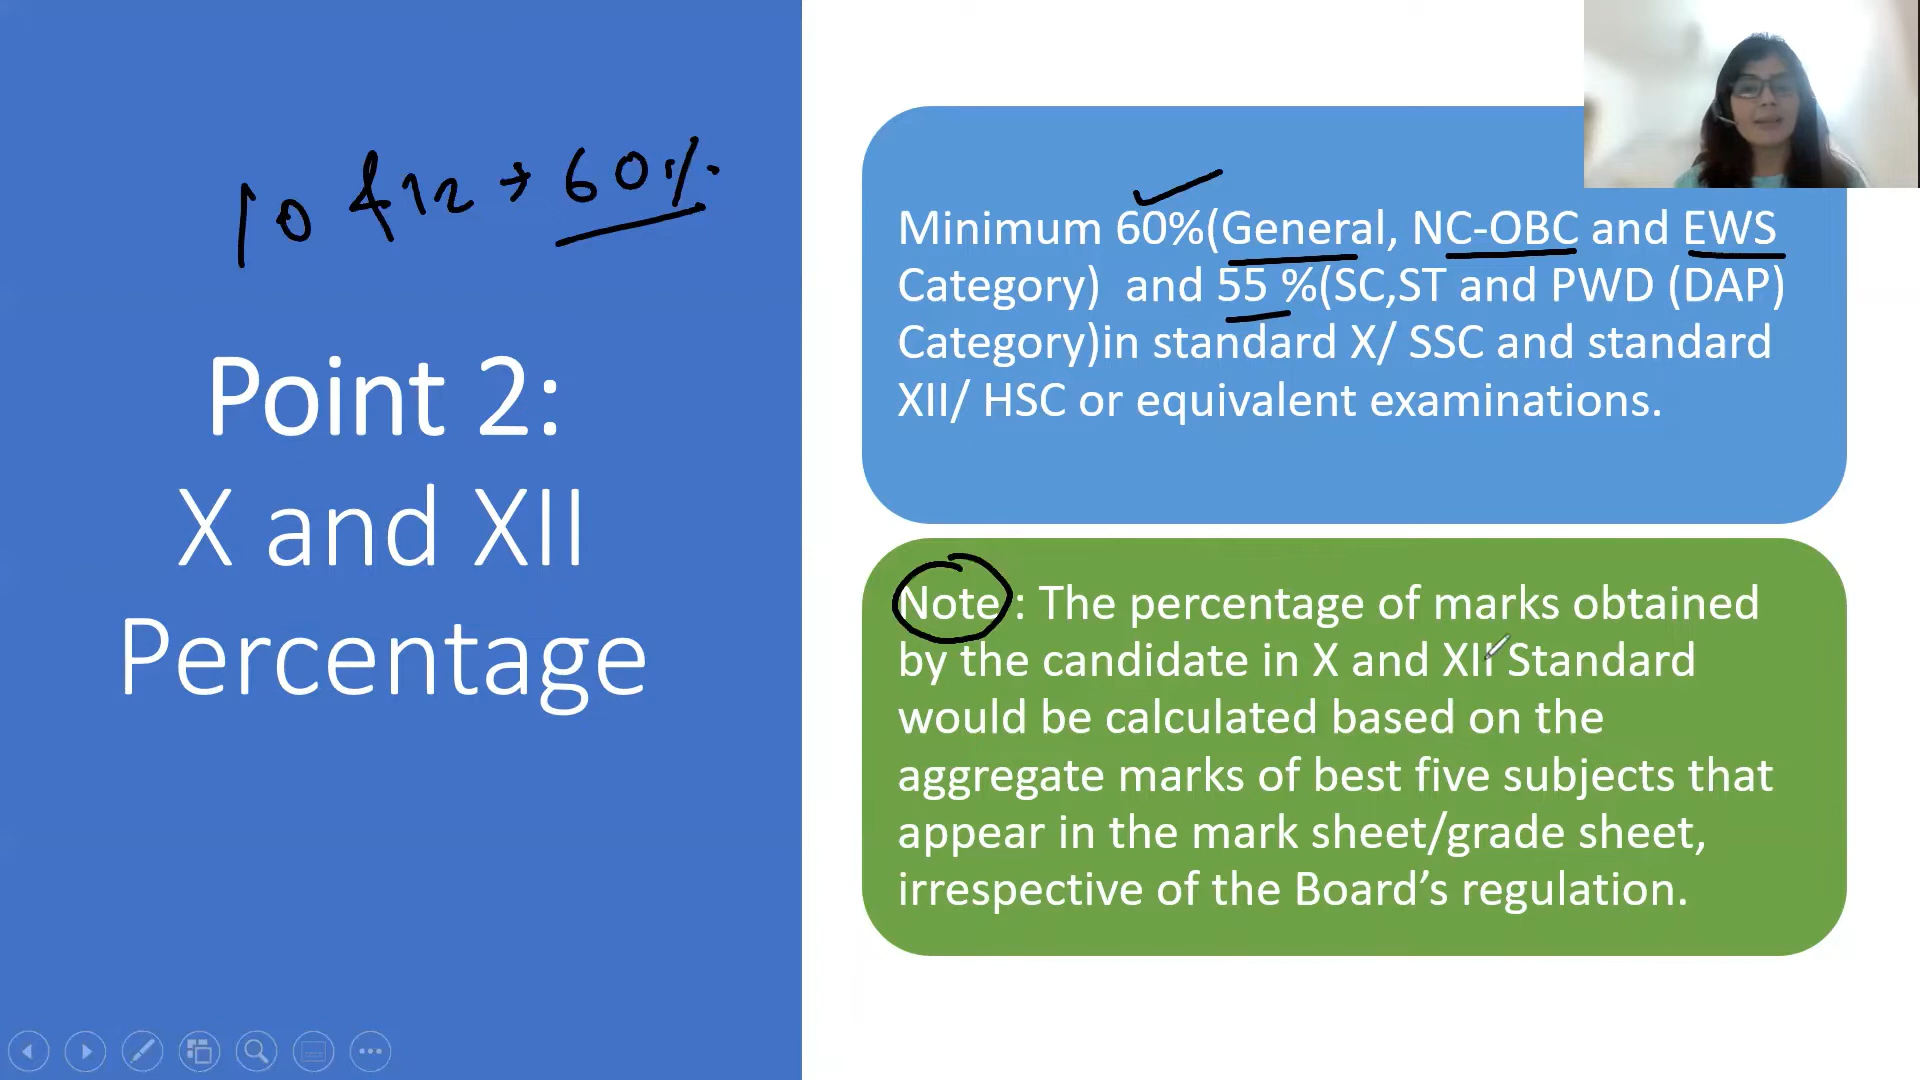 10 & 12 → 60%
Point 2:
X and XII
Percentage
Minimum 60%(General, NC-OBC and EWS
Category)  and 55 %(SC,ST and PWD (DAP)
Category)in standard X/ SSC and standard
XII/ HSC or equivalent examinations.
Note : The percentage of marks obtained
by the candidate in X and XII Standard
would be calculated based on the
aggregate marks of best five subjects that
appear in the mark sheet/grade sheet,
irrespective of the Board’s regulation.